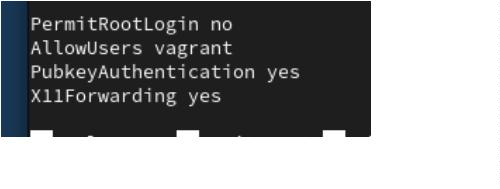 PermitRootLogin no
AllowUsers vagrant
PubkeyAuthentication yes
X11Forwarding yes